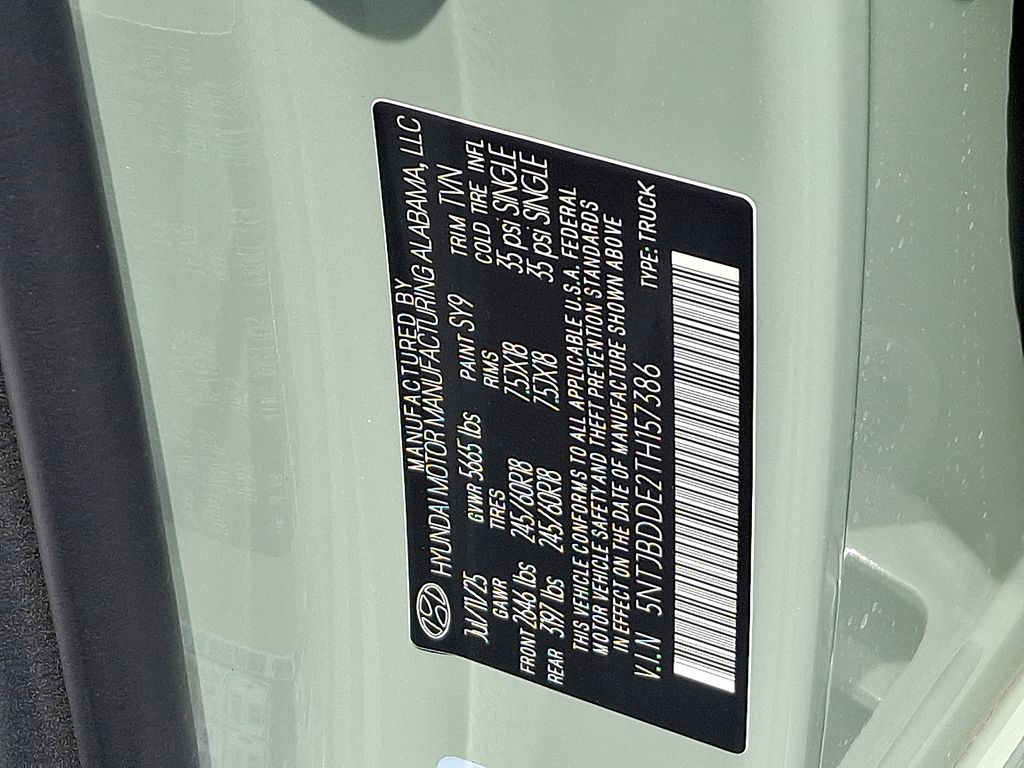 MANUFACTURED BY
HYUNDAI MOTOR MANUFACTURING ALABAMA, LLC
JUL/11/25 GVWR 5665 lbs PAINT SY9 TRIM TVN
GAWR TIRES RIMS COLD TIRE INFL
FRONT 2646 lbs 245/60R18 7.5JX18 35 psi SINGLE
REAR 3197 lbs 245/60R18 7.5JX18 35 psi SINGLE
THIS VEHICLE CONFORMS TO ALL APPLICABLE U.S.A. FEDERAL
MOTOR VEHICLE SAFETY AND THEFT PREVENTION STANDARDS
IN EFFECT ON THE DATE OF MANUFACTURE SHOWN ABOVE
V.I.N 5NTJBDDE2TH157386 TYPE: TRUCK